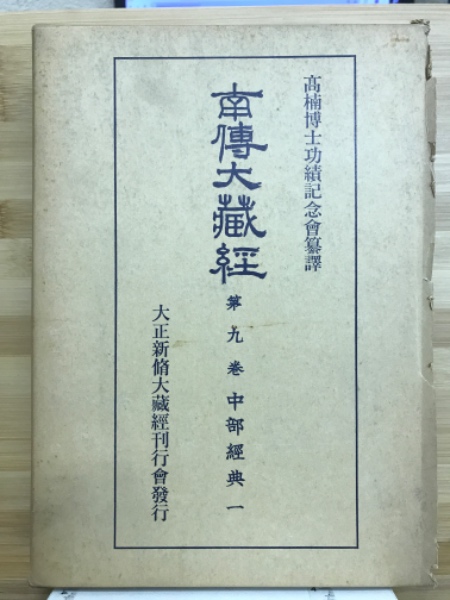 高楠博士功績記念會纂譯
南傳大藏經
第九卷 中部經典 一
大正新脩大藏經刊行會發行